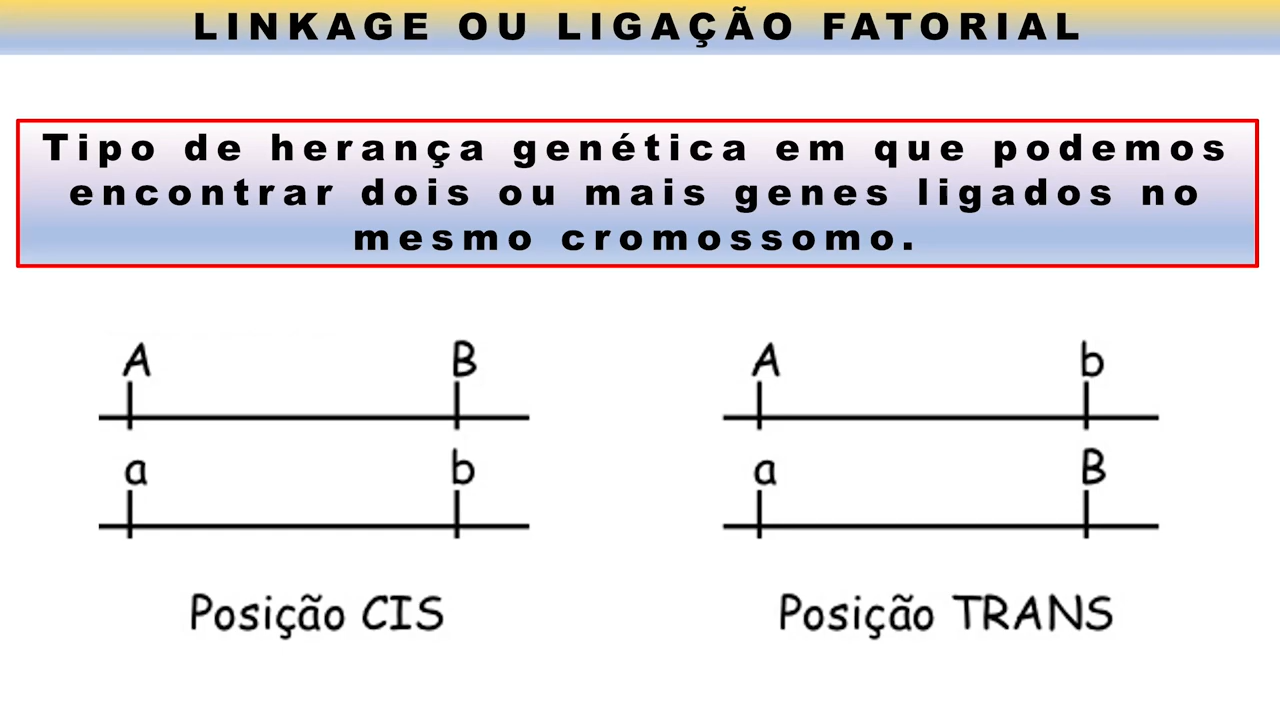 LINKAGE OU LIGAÇÃO FATORIAL
Tipo de herança genética em que podemos
encontrar dois ou mais genes ligados no
mesmo cromossomo.
A B A b
a b a B
Posição CIS Posição TRANS